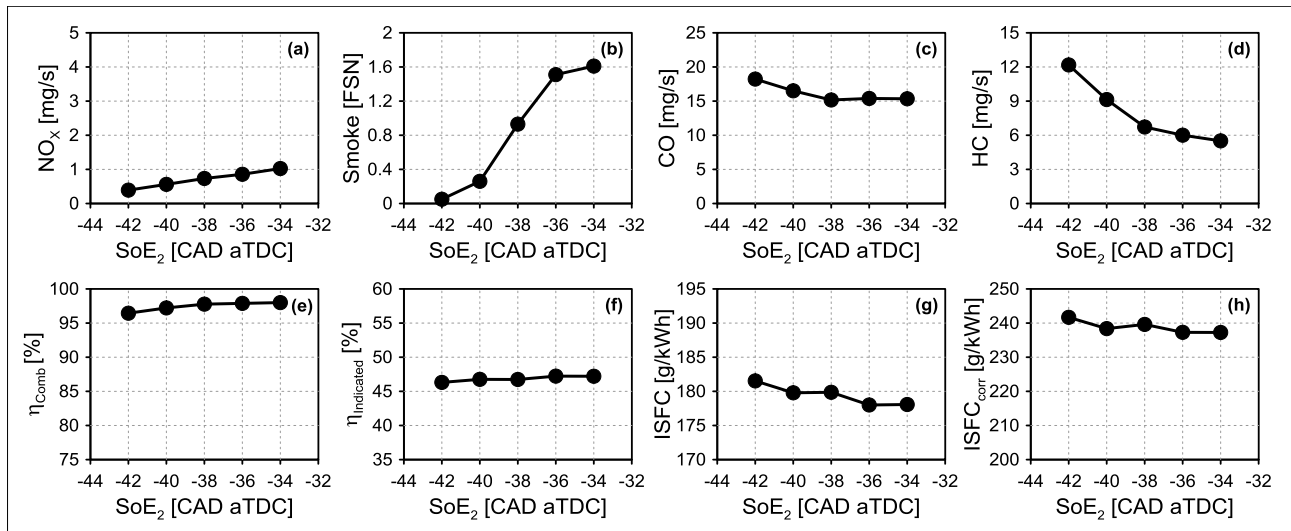 (a)
NOₓ [mg/s]
5
4
3
2
1
0
-44 -42 -40 -38 -36 -34 -32
SoE₂ [CAD aTDC]
(b)
Smoke [FSN]
2
1.6
1.2
0.8
0.4
0
-44 -42 -40 -38 -36 -34 -32
SoE₂ [CAD aTDC]
(c)
CO [mg/s]
25
20
15
10
5
0
-44 -42 -40 -38 -36 -34 -32
SoE₂ [CAD aTDC]
(d)
HC [mg/s]
15
12
9
6
3
0
-44 -42 -40 -38 -36 -34 -32
SoE₂ [CAD aTDC]
(e)
ηComb [%]
100
95
90
85
80
75
-44 -42 -40 -38 -36 -34 -32
SoE₂ [CAD aTDC]
(f)
ηIndicated [%]
60
55
50
45
40
35
-44 -42 -40 -38 -36 -34 -32
SoE₂ [CAD aTDC]
(g)
ISFC [g/kWh]
195
190
185
180
175
170
-44 -42 -40 -38 -36 -34 -32
SoE₂ [CAD aTDC]
(h)
ISFCcorr [g/kWh]
250
240
230
220
210
200
-44 -42 -40 -38 -36 -34 -32
SoE₂ [CAD aTDC]